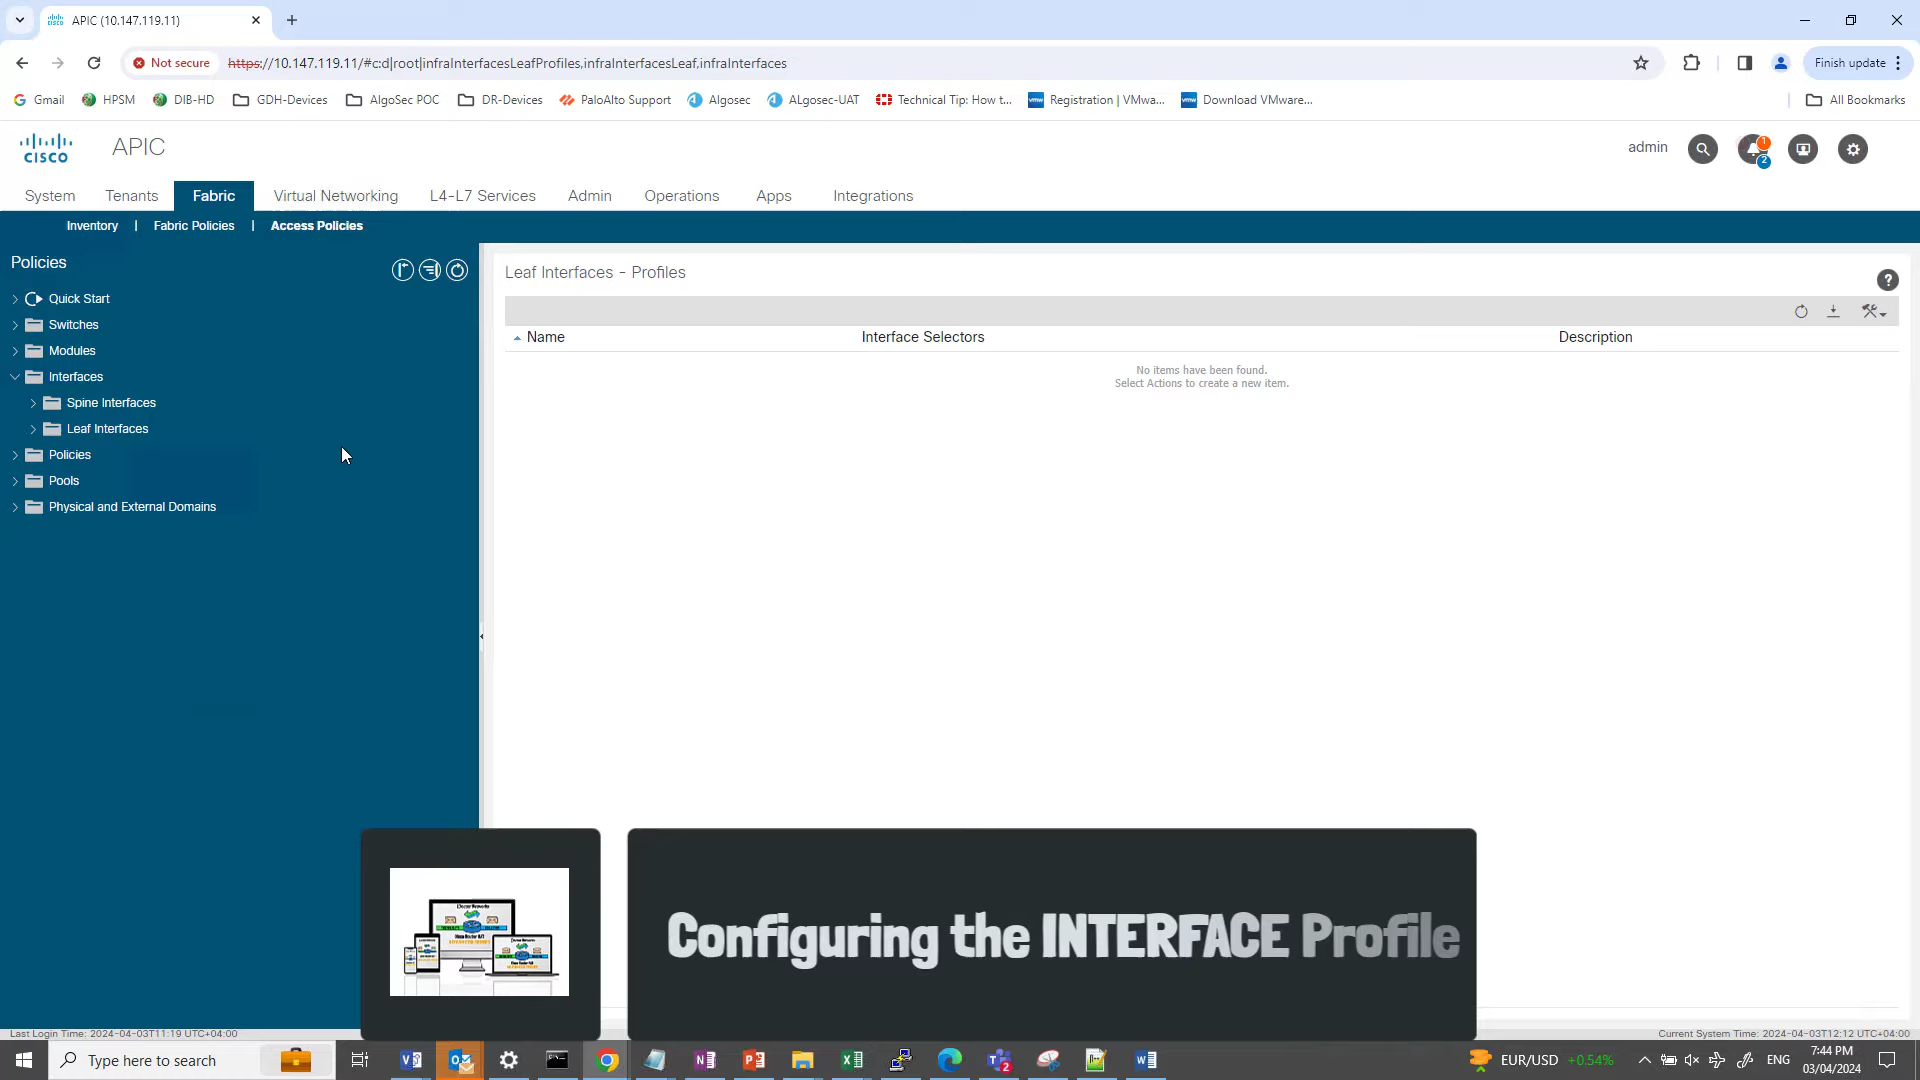 APIC (10.147.119.11)
Not secure https://10.147.119.11/#c:d|root|infraInterfacesLeafProfiles,infraInterfacesLeaf,infraInterfaces
Finish update
Gmail HPSM DIB-HD GDH-Devices AlgoSec POC DR-Devices PaloAlto Support Algosec ALgosec-UAT Technical Tip: How t... Registration | VMwa... Download VMware... All Bookmarks
CISCO APIC admin 1 2
System Tenants Fabric Virtual Networking L4-L7 Services Admin Operations Apps Integrations
Inventory | Fabric Policies | Access Policies
Policies
Quick Start
Switches
Modules
Interfaces
Spine Interfaces
Leaf Interfaces
Policies
Pools
Physical and External Domains
Leaf Interfaces - Profiles
Name Interface Selectors Description
No items have been found.
Select Actions to create a new item.
Configuring the INTERFACE Profile
Last Login Time: 2024-04-03T11:19 UTC+04:00
Current System Time: 2024-04-03T12:12 UTC+04:00
Type here to search
EUR/USD +0.54% ENG
7:44 PM
03/04/2024